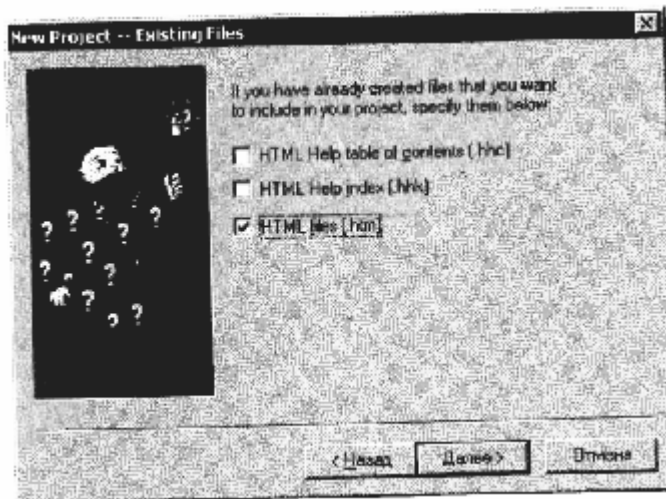 New Project -- Existing Files
If you have already created files that you want
to include in your project, specify them below:
HTML Help table of contents (.hhc)
HTML Help index (.hhk)
HTML files (.htm)
? ? ?
? ?
? ? ?
? ?
< Назад
Далее >
Отмена